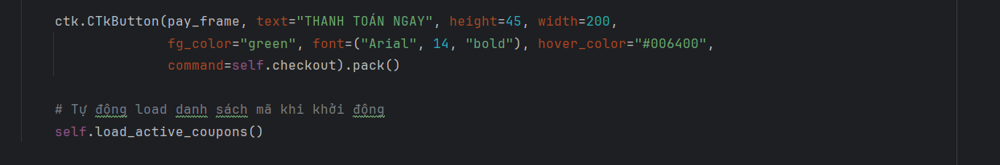 ctk.CTkButton(pay_frame, text="THANH TOÁN NGAY", height=45, width=200,
fg_color="green", font=("Arial", 14, "bold"), hover_color="#006400",
command=self.checkout).pack()
# Tự động load danh sách mã khi khởi động
self.load_active_coupons()